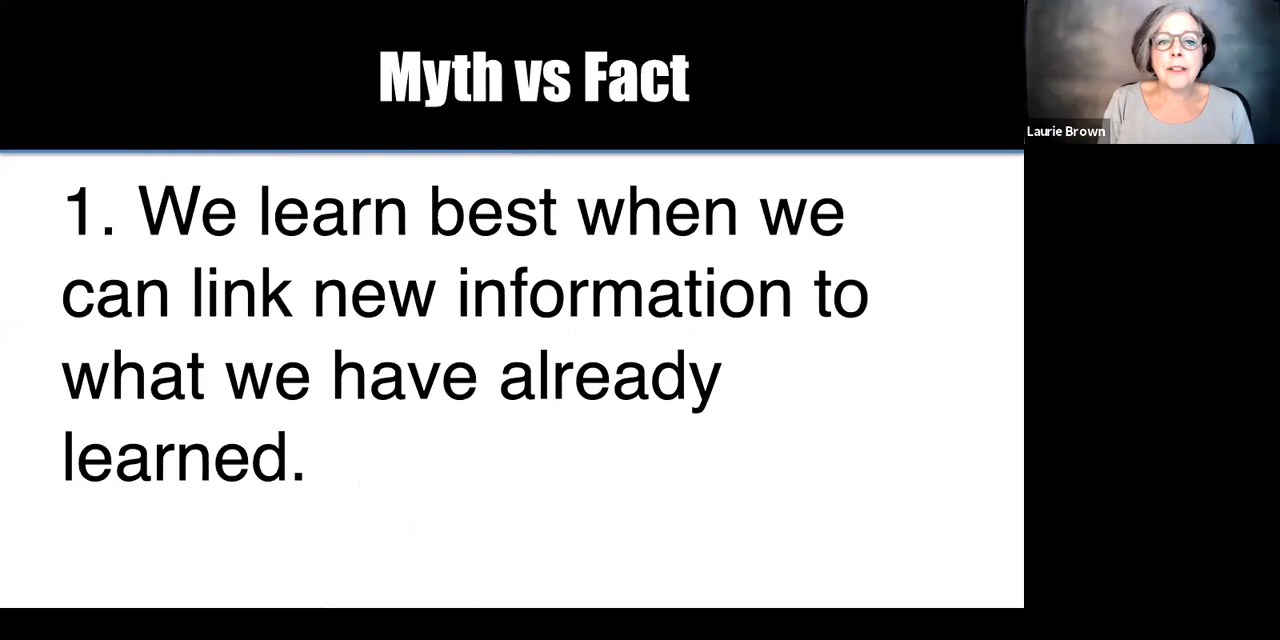 Myth vs Fact
Laurie Brown
1. We learn best when we
can link new information to
what we have already
learned.